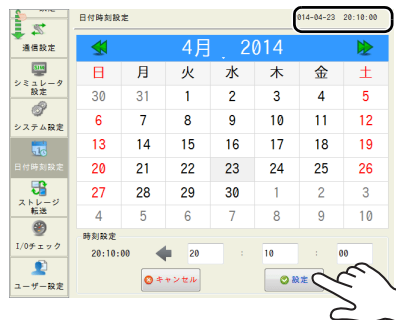 日付時刻設定
014-04-23 20:10:00
通信設定
シミュレータ
設定
システム設定
日付時刻設定
ストレージ
転送
I/Oチェック
ユーザー設定
4月 . 2014
日 月 火 水 木 金 土
30 31 1 2 3 4 5
6 7 8 9 10 11 12
13 14 15 16 17 18 19
20 21 22 23 24 25 26
27 28 29 30 1 2 3
4 5 6 7 8 9 10
時刻設定
20:10:00 20 : 10 : 00
キャンセル 設定